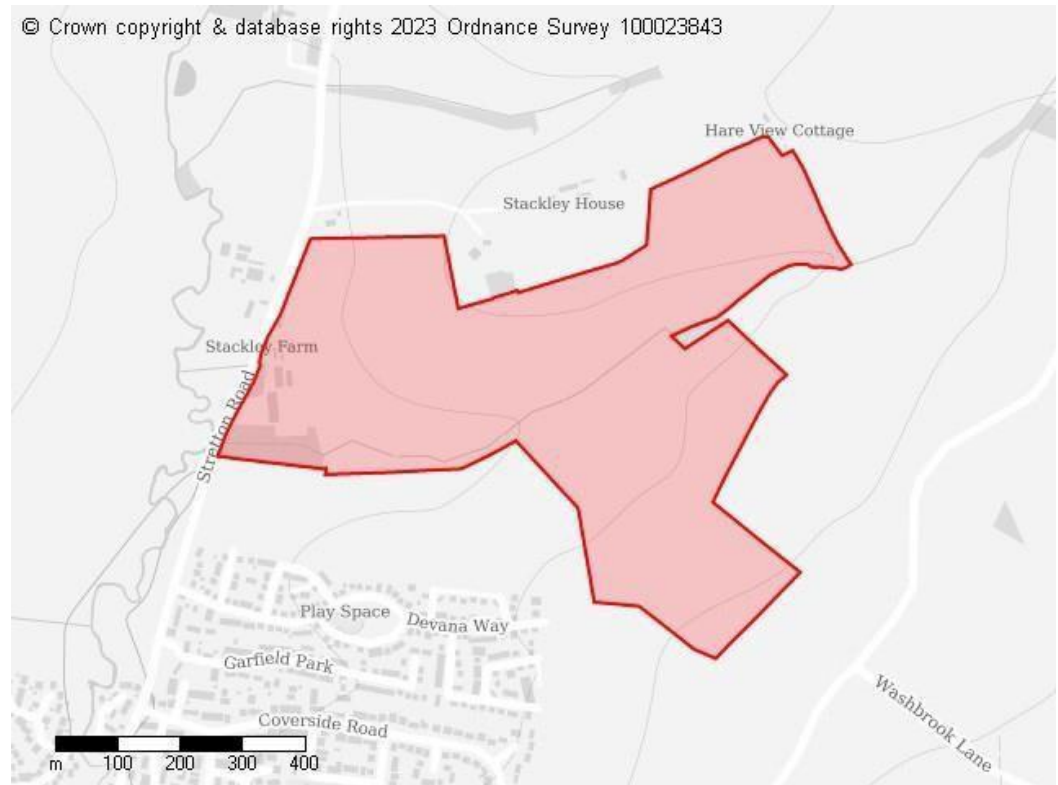 © Crown copyright & database rights 2023 Ordnance Survey 100023843
Hare View Cottage
Stackley House
Stackley Farm
Stretton Road
Play Space
Devana Way
Garfield Park
Coverside Road
Washbrook Lane
m 100 200 300 400